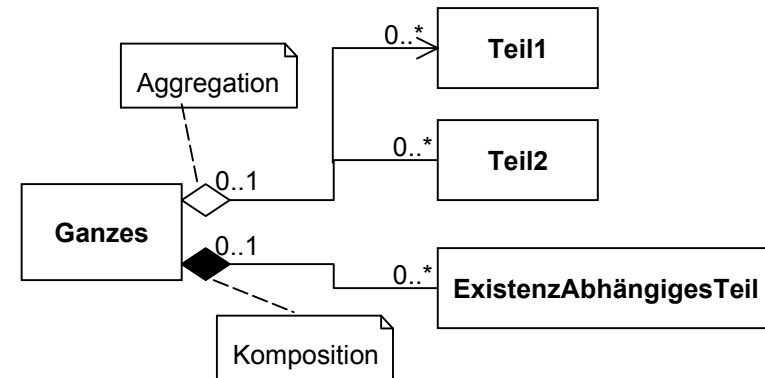 0..*
Teil1
Aggregation
0..*
Teil2
0..1
Ganzes
0..1
0..*
ExistenzAbhängigesTeil
Komposition